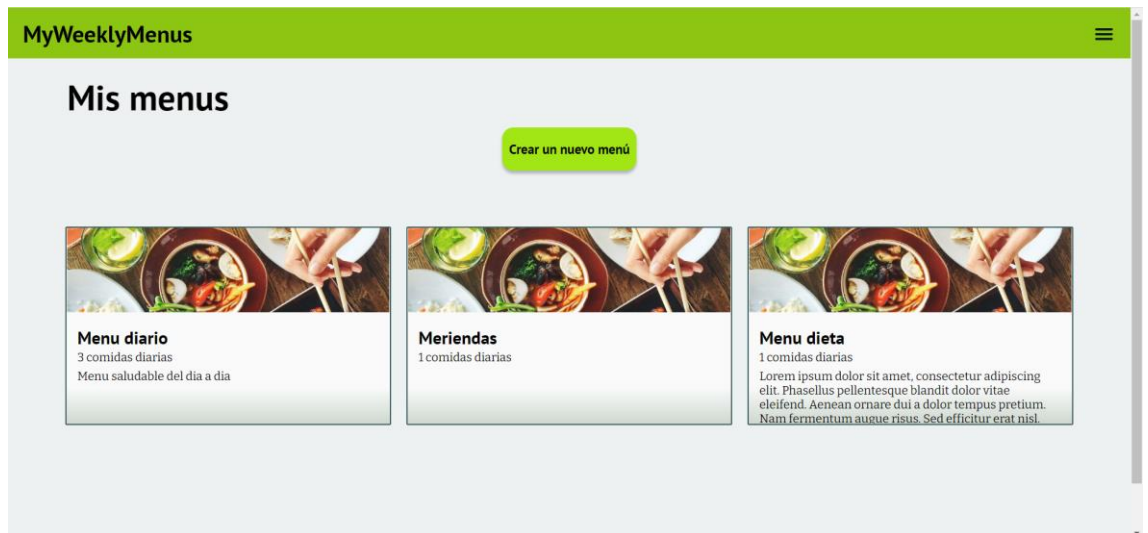 MyWeeklyMenus
Mis menus
Crear un nuevo menú
Menu diario
3 comidas diarias
Menu saludable del dia a dia
Meriendas
1 comidas diarias
Menu dieta
1 comidas diarias
Lorem ipsum dolor sit amet, consectetur adipiscing
elit. Phasellus pellentesque blandit dolor vitae
eleifend. Aenean ornare dui a dolor tempus pretium.
Nam fermentum augue risus. Sed efficitur erat nisl.